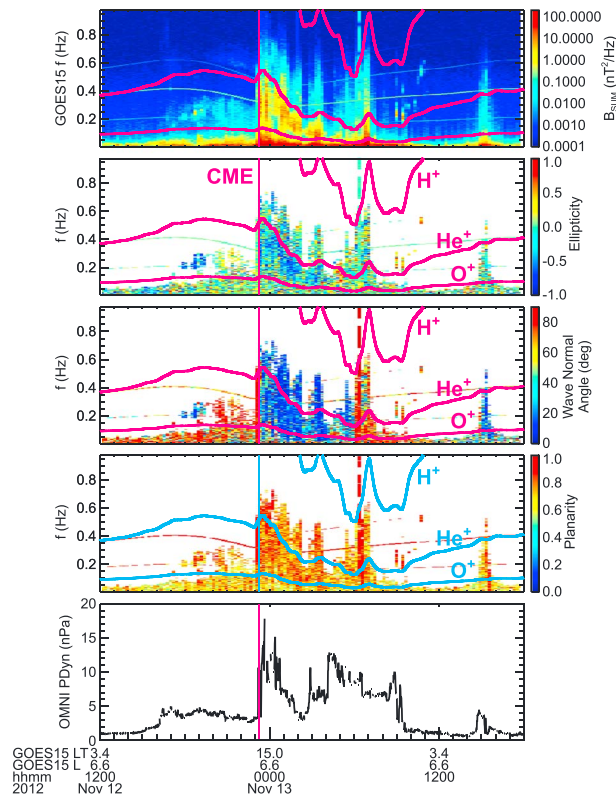 GOES15 f (Hz)
0.8
0.6
0.4
0.2
100.0000
10.0000
1.0000
0.1000
0.0100
0.0010
0.0001
B_SUM (nT²/Hz)
CME
H⁺
He⁺
O⁺
f (Hz)
0.8
0.6
0.4
0.2
1.0
0.5
0.0
-0.5
-1.0
Ellipticity
H⁺
He⁺
O⁺
f (Hz)
0.8
0.6
0.4
0.2
80
60
40
20
0
Wave Normal
Angle (deg)
H⁺
He⁺
O⁺
f (Hz)
0.8
0.6
0.4
0.2
1.0
0.8
0.6
0.4
0.2
0.0
Planarity
OMNI PDyn (nPa)
20
15
10
5
0
GOES15 LT 3.4 15.0 3.4
GOES15 L 6.6 6.6 6.6
hhmm 1200 0000 1200
2012 Nov 12 Nov 13